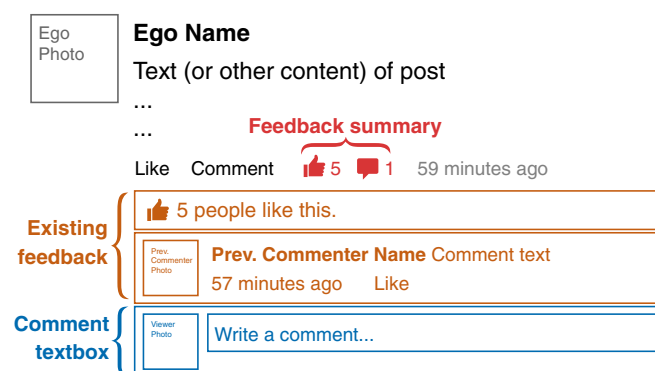 Ego Photo
Ego Name
Text (or other content) of post
...
...
Feedback summary
Like Comment 5 1 59 minutes ago
Existing feedback
5 people like this.
Prev. Commenter Photo
Prev. Commenter Name Comment text
57 minutes ago Like
Comment textbox
Viewer Photo
Write a comment...